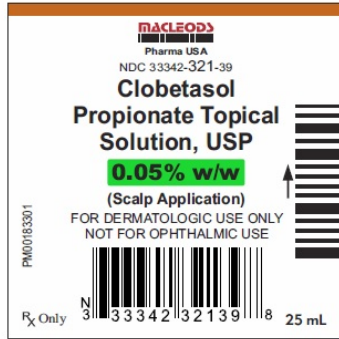 MACLEODS
Pharma USA
NDC 33342-321-39
Clobetasol
Propionate Topical
Solution, USP
0.05% w/w
(Scalp Application)
FOR DERMATOLOGIC USE ONLY
NOT FOR OPHTHALMIC USE
PM00183301
Rx Only
N
3 33342 32139 8
25 mL